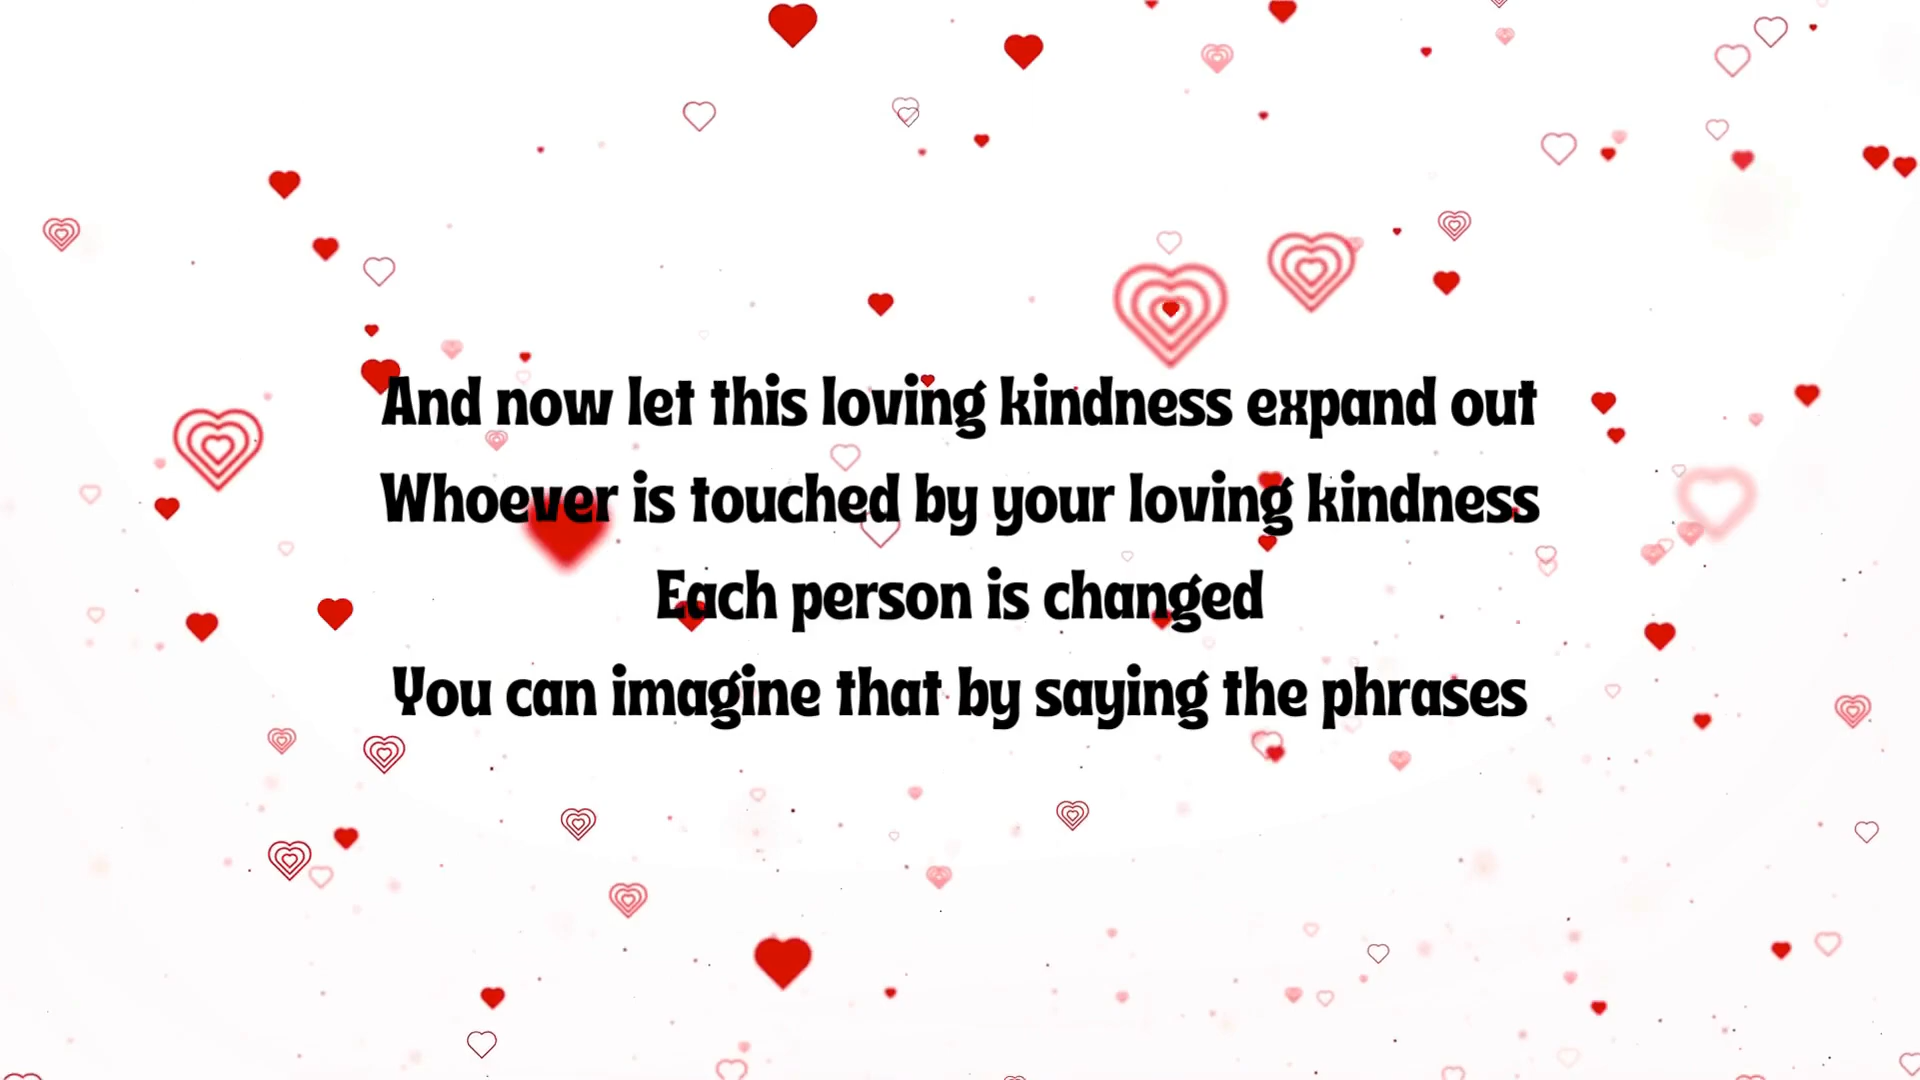 And now let this loving kindness expand out
Whoever is touched by your loving kindness
Each person is changed
You can imagine that by saying the phrases